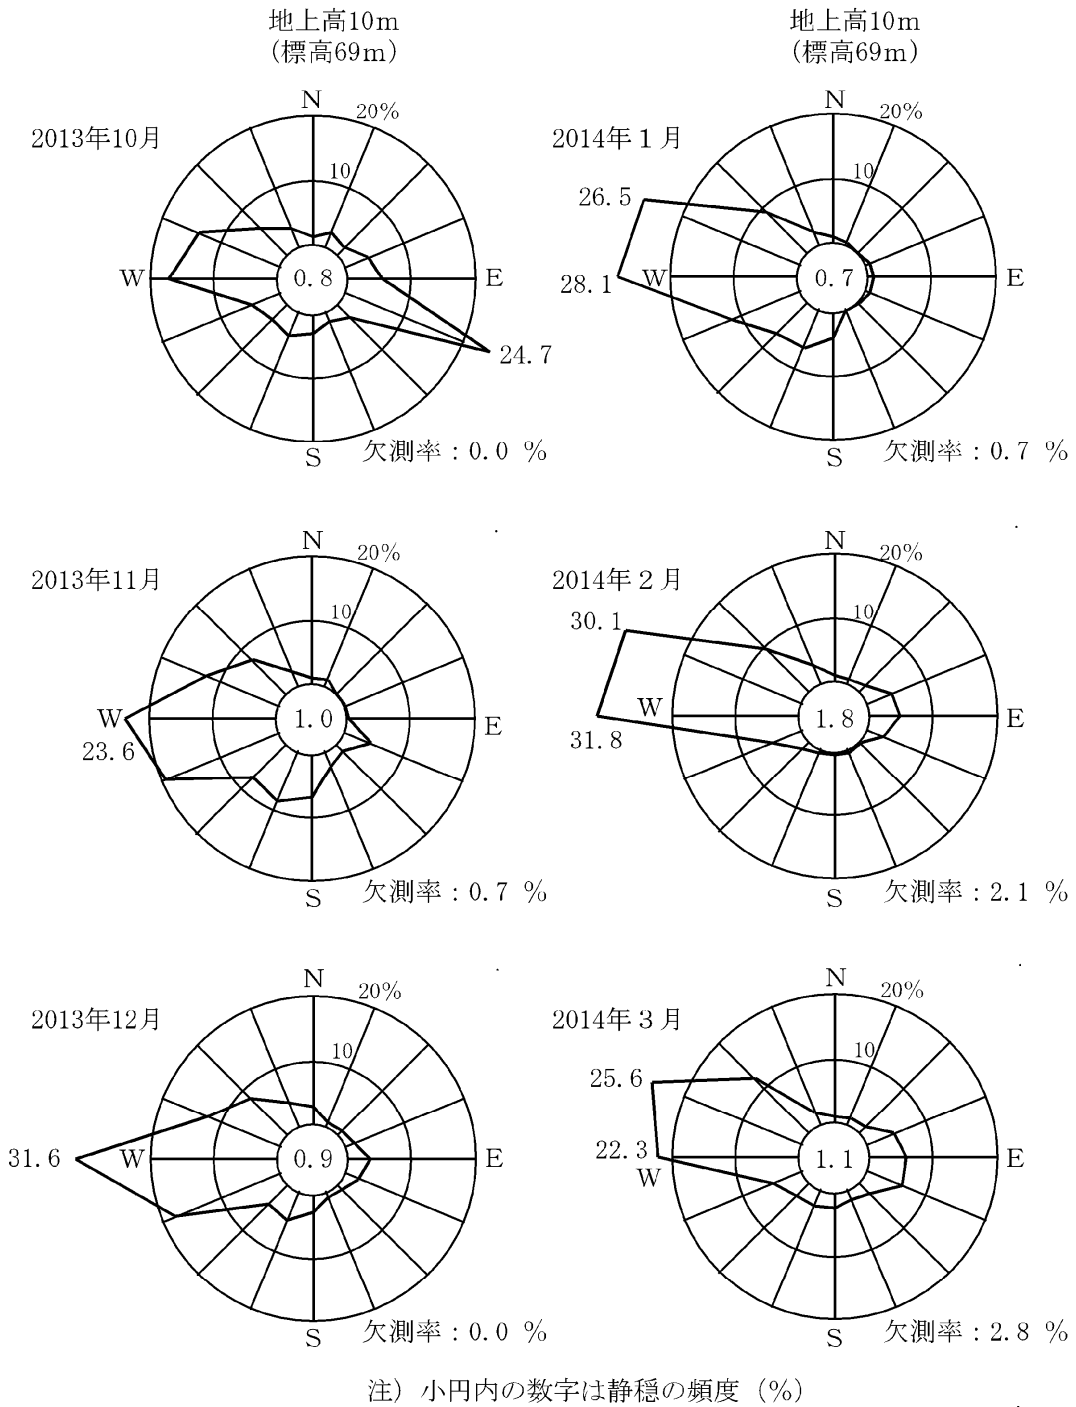 地上高10m
(標高69m)
地上高10m
(標高69m)
2013年10月
N
20%
10
W
0.8
E
24.7
S
欠測率：0.0 %
2014年1月
N
20%
10
26.5
28.1
W
0.7
E
S
欠測率：0.7 %
2013年11月
N
20%
10
W
23.6
1.0
E
S
欠測率：0.7 %
2014年2月
N
20%
10
30.1
W
31.8
1.8
E
S
欠測率：2.1 %
2013年12月
N
20%
10
31.6
W
0.9
E
S
欠測率：0.0 %
2014年3月
N
20%
10
25.6
22.3
W
1.1
E
S
欠測率：2.8 %
注）小円内の数字は静穏の頻度（%）